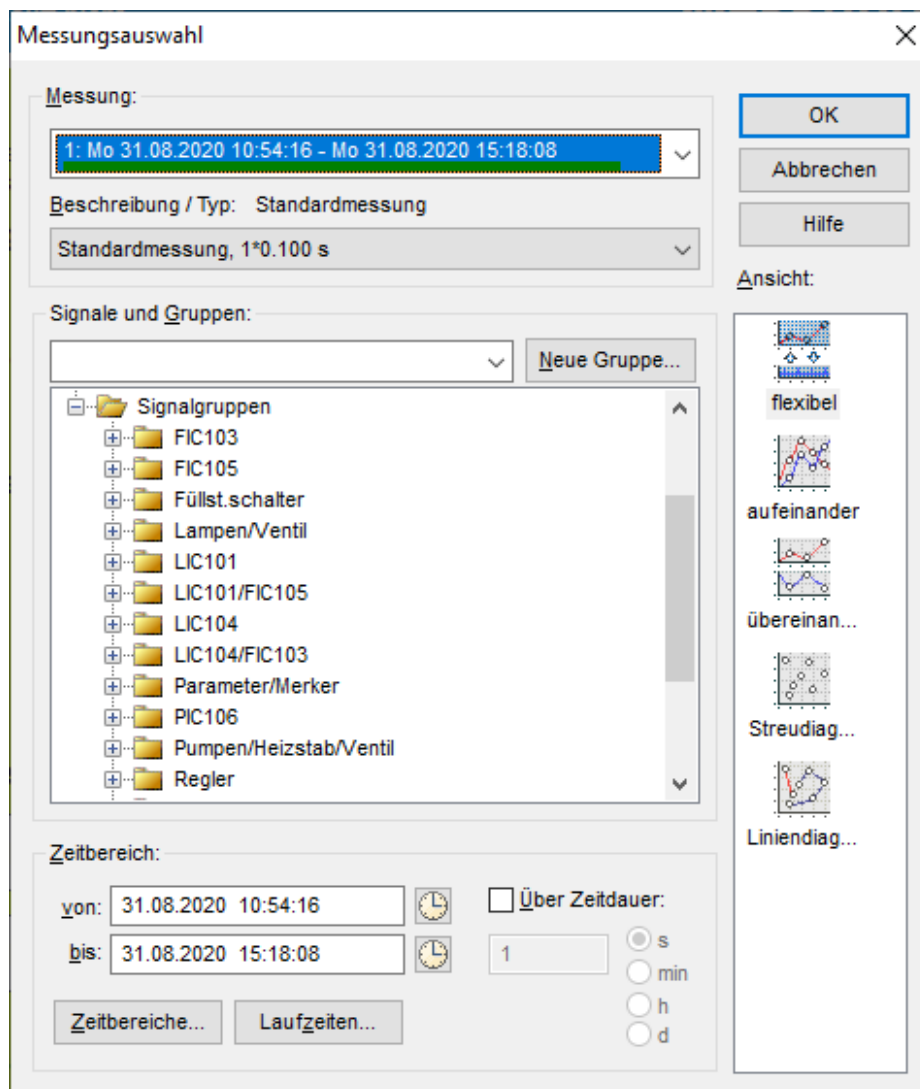 Messungsauswahl
Messung:
1: Mo 31.08.2020 10:54:16 - Mo 31.08.2020 15:18:08
Beschreibung / Typ: Standardmessung
Standardmessung, 1*0.100 s
Signale und Gruppen:
Neue Gruppe...
Signalgruppen
FIC103
FIC105
Füllst.schalter
Lampen/Ventil
LIC101
LIC101/FIC105
LIC104
LIC104/FIC103
Parameter/Merker
PIC106
Pumpen/Heizstab/Ventil
Regler
Zeitbereich:
von: 31.08.2020 10:54:16
bis: 31.08.2020 15:18:08
Zeitbereiche...
Laufzeiten...
Über Zeitdauer:
1
s
min
h
d
OK
Abbrechen
Hilfe
Ansicht:
flexibel
aufeinander
übereinan...
Streudiag...
Liniendiag...